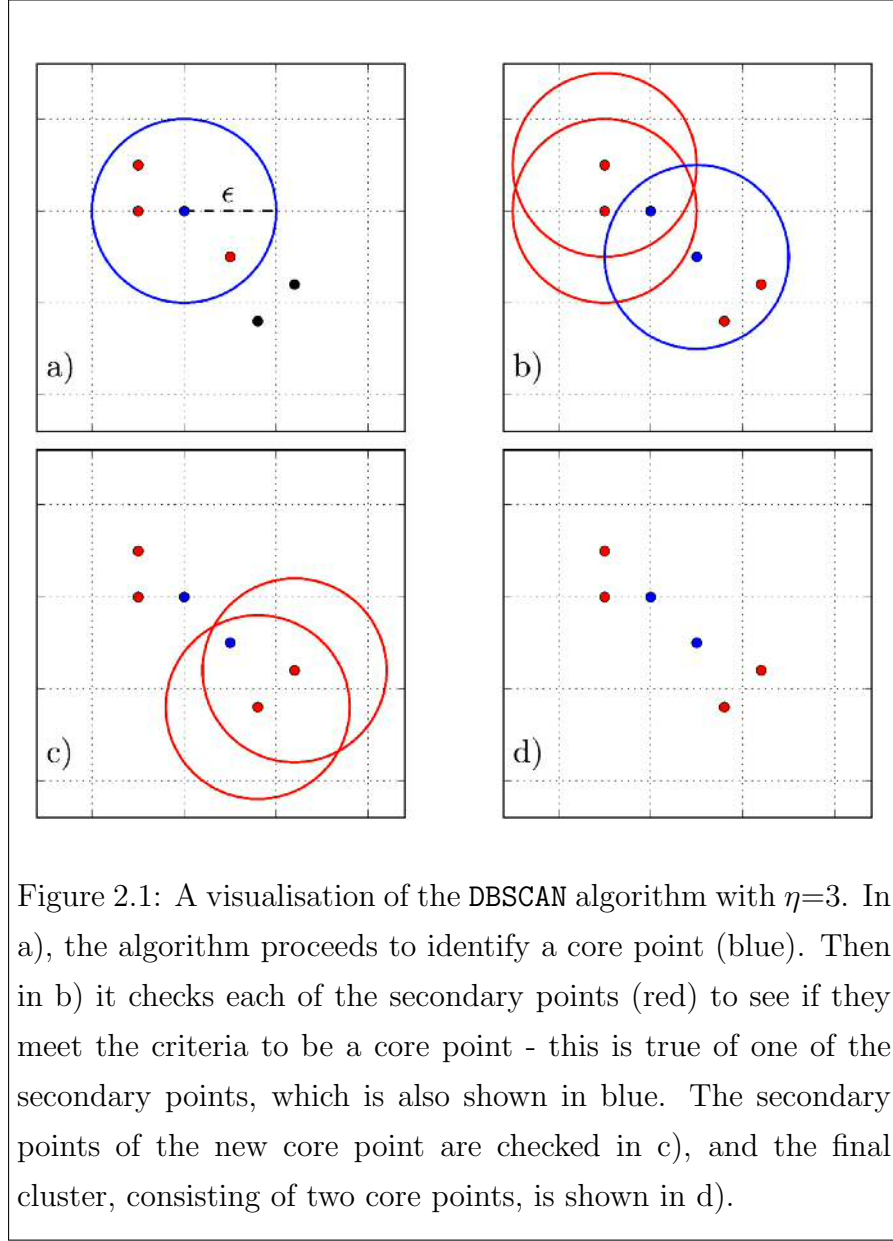 ϵ
a)
b)
c)
d)
Figure 2.1: A visualisation of the DBSCAN algorithm with η=3. In
a), the algorithm proceeds to identify a core point (blue). Then
in b) it checks each of the secondary points (red) to see if they
meet the criteria to be a core point - this is true of one of the
secondary points, which is also shown in blue. The secondary
points of the new core point are checked in c), and the final
cluster, consisting of two core points, is shown in d).